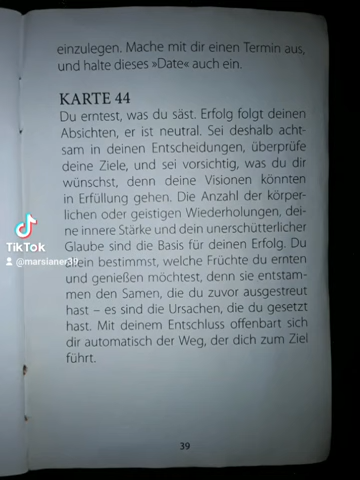 einzulegen. Mache mit dir einen Termin aus,
und halte dieses »Date« auch ein.
KARTE 44
Du erntest, was du säst. Erfolg folgt deinen
Absichten, er ist neutral. Sei deshalb acht-
sam in deinen Entscheidungen, überprüfe
deine Ziele, und sei vorsichtig, was du dir
wünschst, denn deine Visionen könnten
in Erfüllung gehen. Die Anzahl der körper-
lichen oder geistigen Wiederholungen, dei-
ne innere Stärke und dein unerschütterlicher
Glaube sind die Basis für deinen Erfolg. Du
allein bestimmst, welche Früchte du ernten
und genießen möchtest, denn sie entstam-
men den Samen, die du zuvor ausgestreut
hast – es sind die Ursachen, die du gesetzt
hast. Mit deinem Entschluss offenbart sich
dir automatisch der Weg, der dich zum Ziel
führt.
39
TikTok
@marsianer39